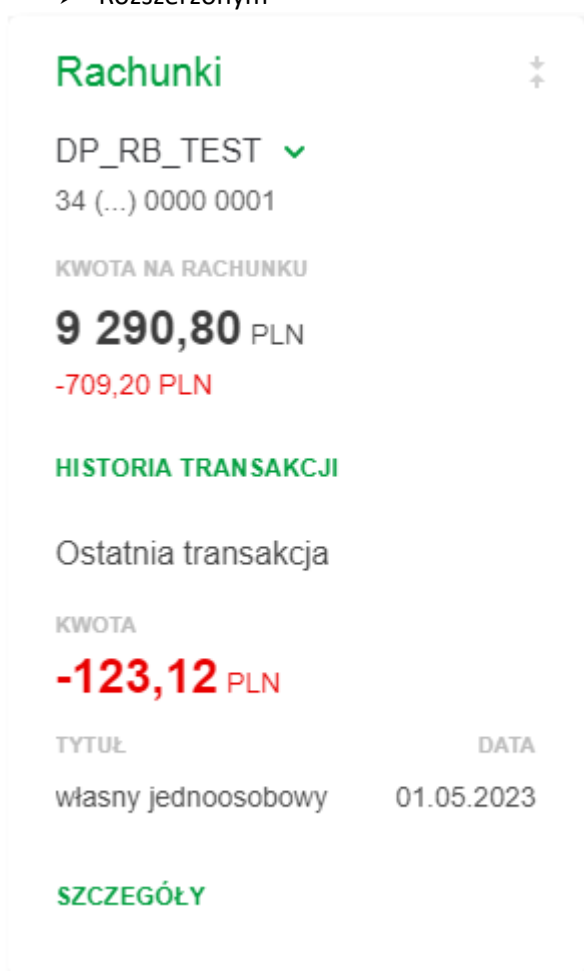 Rozszerzonym
Rachunki
DP_RB_TEST
34 (...) 0000 0001
KWOTA NA RACHUNKU
9 290,80 PLN
-709,20 PLN
HISTORIA TRANSAKCJI
Ostatnia transakcja
KWOTA
-123,12 PLN
TYTUŁ DATA
własny jednoosobowy 01.05.2023
SZCZEGÓŁY